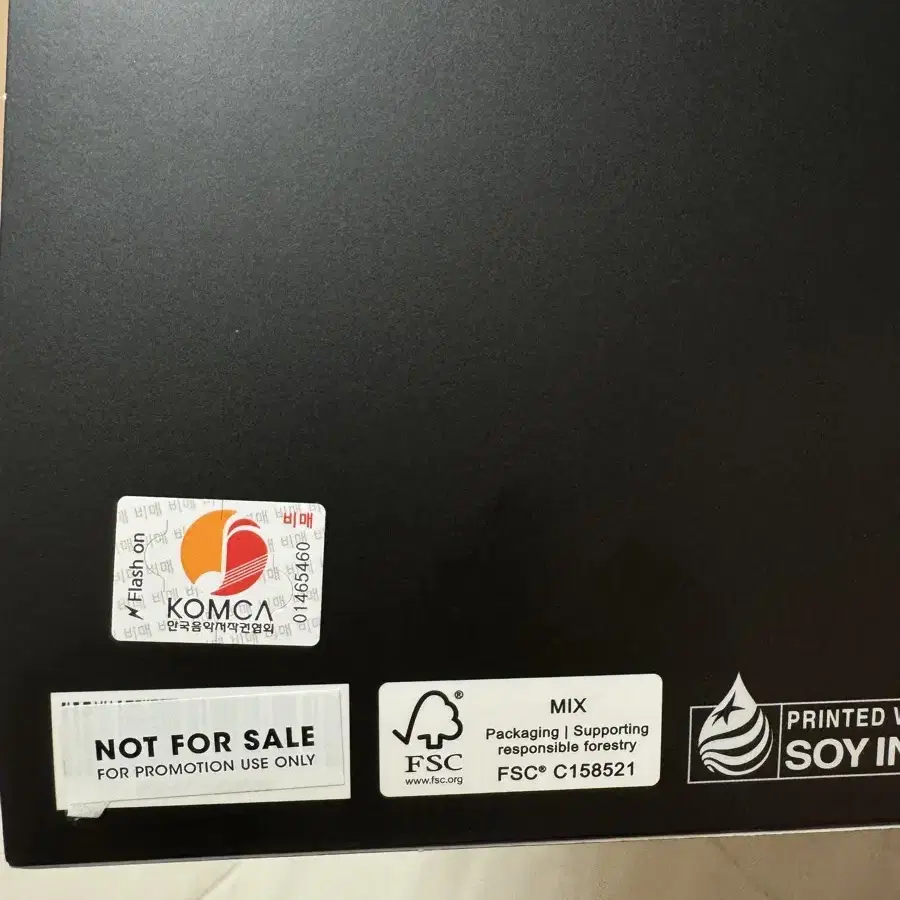 비매
Flash on
01465460
KOMCA
한국음악저작권협회
NOT FOR SALE
FOR PROMOTION USE ONLY
FSC®
www.fsc.org
MIX
Packaging | Supporting
responsible forestry
FSC® C158521
PRINTED W
SOY IN